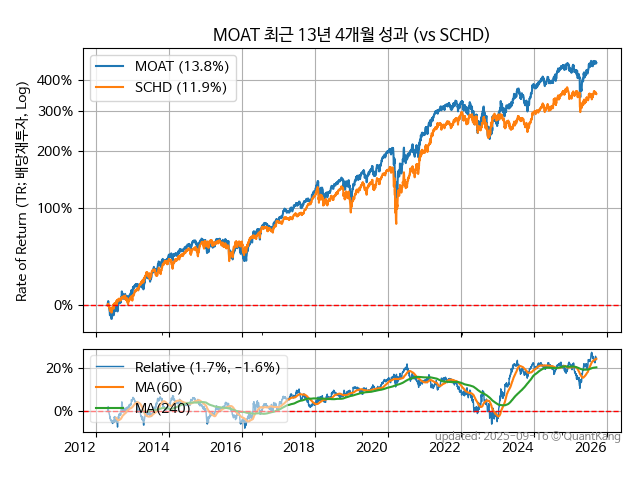 MOAT 최근 13년 4개월 성과 (vs SCHD)
Rate of Return (TR: 배당재투자, Log)
MOAT (13.8%)
SCHD (11.9%)
400%
300%
200%
100%
0%
Relative (1.7%, −1.6%)
MA(60)
MA(240)
20%
0%
2012 2014 2016 2018 2020 2022 2024 2026
updated: 2025-09-16 © QuantKang